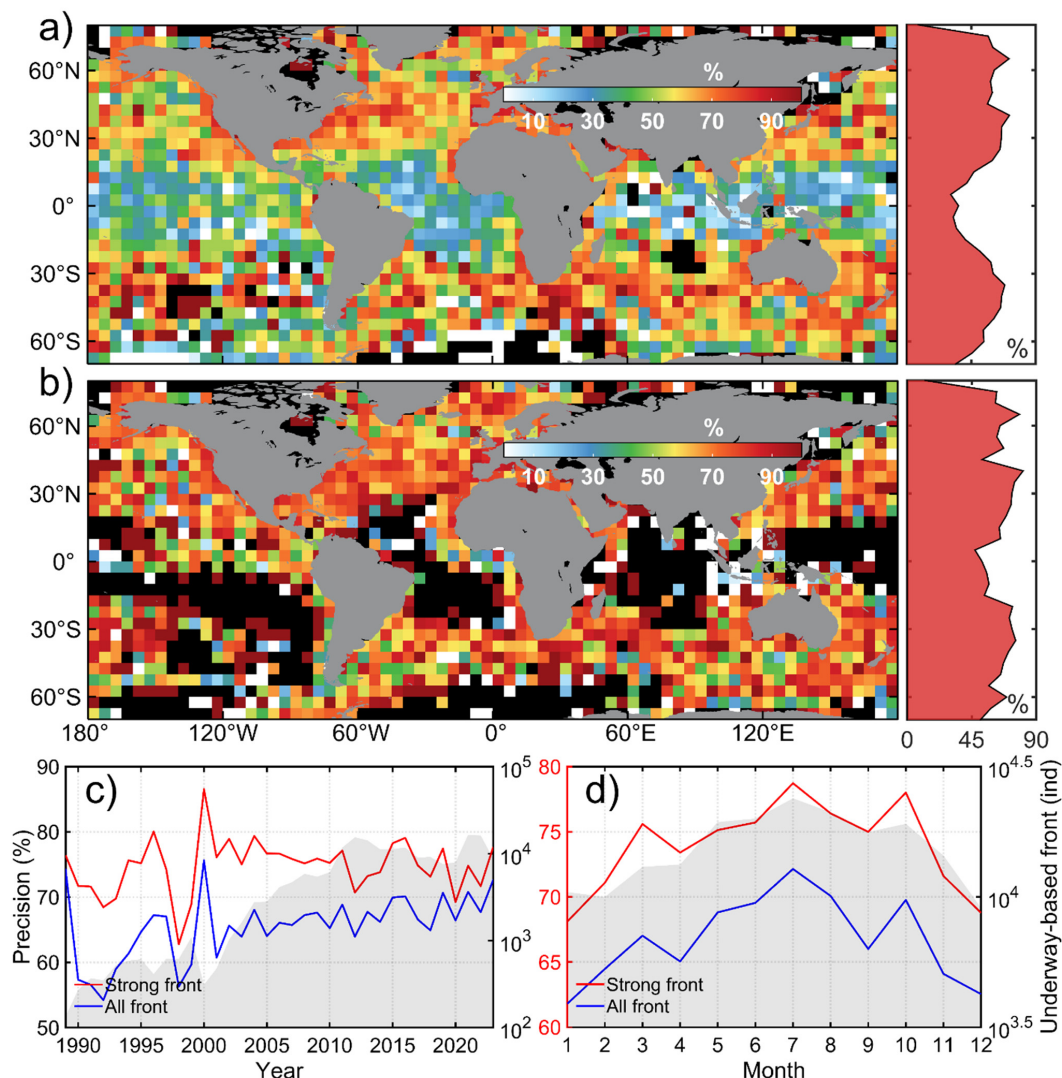 a)
60°N
30°N
0°
30°S
60°S
%
10 30 50 70 90
%
b)
60°N
30°N
0°
30°S
60°S
%
10 30 50 70 90
%
180° 120°W 60°W 0° 60°E 120°E
0 45 90
c)
Precision (%)
90
80
70
60
50
10^5
10^4
10^3
10^2
Strong front
All front
1990 1995 2000 2005 2010 2015 2020
Year
d)
80
75
70
65
60
10^4.5
10^4
10^3.5
Underway-based front (ind)
Strong front
All front
1 2 3 4 5 6 7 8 9 10 11 12
Month